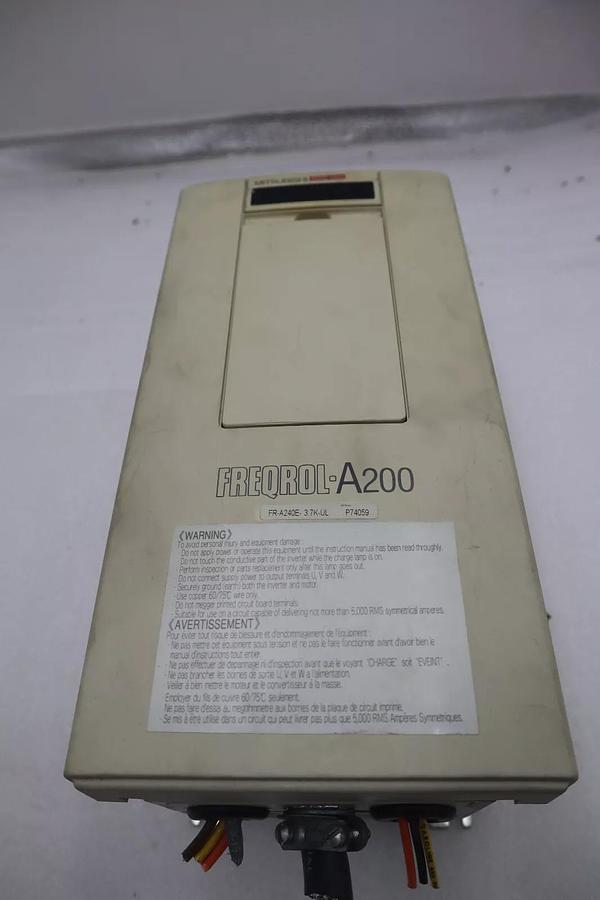 MITSUBISHI
FREQROL-A200
FR-A240E- 3.7K-UL P74059
〈WARNING〉
To avoid personal injury and equipment damage :
· Do not apply power or operate this equipment until the instruction manual has been read throughly.
· Do not touch the conductive part of the inverter while the charge lamp is on.
· Perform inspection or parts replacement only after this lamp goes out.
· Do not connect supply power to output terminals U, V and W.
· Securely ground (earth) both the inverter and motor.
· Use copper 60/75℃ wire only.
· Do not megger printed circuit board terminals.
· Suitable for use on a circuit capable of delivering not more than 5,000 RMS symmetrical amperes.
〈AVERTISSEMENT〉
Pour éviter tout risque de blessure et d'endommagement de l'équipement :
· Ne pas mettre cet équipement sous tension et ne pas le faire fonctionner avant d'avoir bien le
manual d'instructions tout entier.
· Ne pas effectuer de depannage ni d'inspection avant que le voyant "CHARGE" soit "EVEINT".
· Ne pas brancher les bornes de sortie U, V et W a l'alimentation.
Veiller à bien mettre le moteur et le convertisseur à la masse.
· Employer du fils de cuivre 60/75℃ seulement.
Ne pas faire d'essai au negohmmetre aux bornes de la plaque de circuit imprime.
· Se mis à être utilisé dans un circuit qui peut livrer pas plus que 5,000 RMS Ampères Symmetriques.